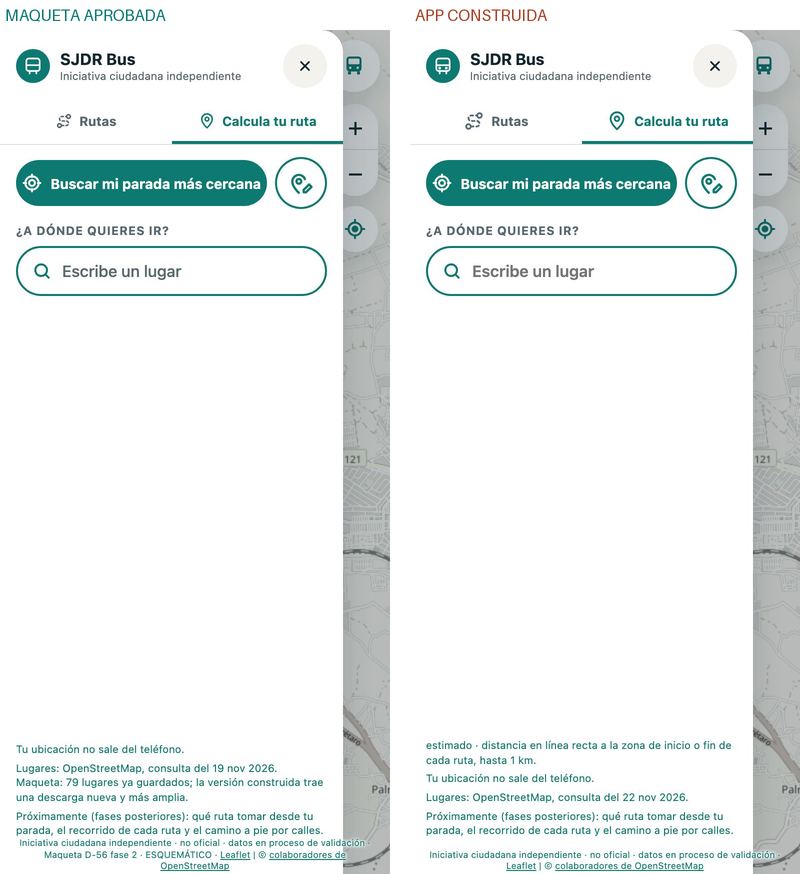 MAQUETA APROBADA
SJDR Bus
Iniciativa ciudadana independiente
Rutas
Calcula tu ruta
Buscar mi parada más cercana
¿A DÓNDE QUIERES IR?
Escribe un lugar
121
Tu ubicación no sale del teléfono.
Lugares: OpenStreetMap, consulta del 19 nov 2026.
Maqueta: 79 lugares ya guardados; la versión construida trae
una descarga nueva y más amplia.
Próximamente (fases posteriores): qué ruta tomar desde tu
parada, el recorrido de cada ruta y el camino a pie por calles.
Iniciativa ciudadana independiente · no oficial · datos en proceso de validación ·
Maqueta D-56 fase 2 · ESQUEMÁTICO · Leaflet | © colaboradores de
OpenStreetMap
étaro
Paln
APP CONSTRUIDA
SJDR Bus
Iniciativa ciudadana independiente
Rutas
Calcula tu ruta
Buscar mi parada más cercana
¿A DÓNDE QUIERES IR?
Escribe un lugar
121
estimado · distancia en línea recta a la zona de inicio o fin de
cada ruta, hasta 1 km.
Tu ubicación no sale del teléfono.
Lugares: OpenStreetMap, consulta del 22 nov 2026.
Próximamente (fases posteriores): qué ruta tomar desde tu
parada, el recorrido de cada ruta y el camino a pie por calles.
Iniciativa ciudadana independiente · no oficial · datos en proceso de validación ·
Leaflet | © colaboradores de OpenStreetMap
étaro
Paln